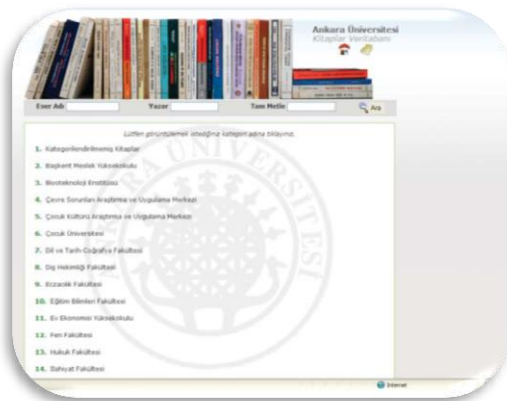 Ankara Üniversitesi
Kitaplar Veritabanı
Eser Adı Yazar Tam Metin Ara
Lütfen görüntülemek istediğiniz kategori adına tıklayınız.
1. Kategorilendirilmemiş Kitaplar
2. Başkent Meslek Yüksekokulu
3. Biyoteknoloji Enstitüsü
4. Çevre Sorunları Araştırma ve Uygulama Merkezi
5. Çocuk Kültürü Araştırma ve Uygulama Merkezi
6. Çocuk Üniversitesi
7. Dil ve Tarih-Coğrafya Fakültesi
8. Diş Hekimliği Fakültesi
9. Eczacılık Fakültesi
10. Eğitim Bilimleri Fakültesi
11. Ev Ekonomisi Yüksekokulu
12. Fen Fakültesi
13. Hukuk Fakültesi
14. İlahiyat Fakültesi
Internet